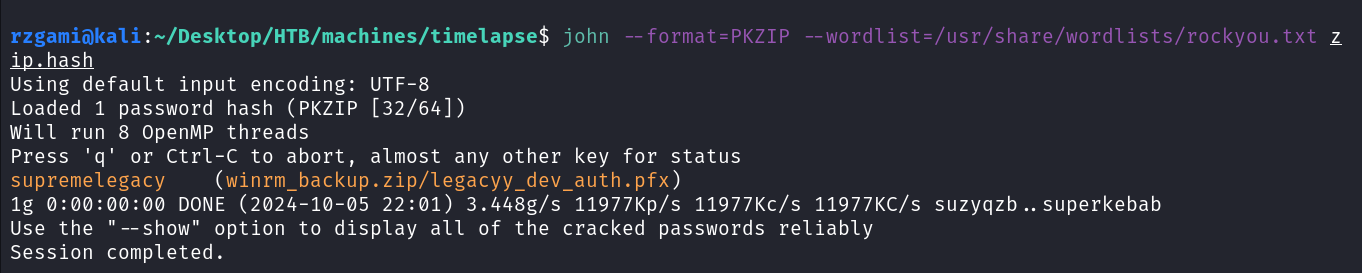 rzgami@kali:~/Desktop/HTB/machines/timelapse$ john --format=PKZIP --wordlist=/usr/share/wordlists/rockyou.txt z
ip.hash
Using default input encoding: UTF-8
Loaded 1 password hash (PKZIP [32/64])
Will run 8 OpenMP threads
Press 'q' or Ctrl-C to abort, almost any other key for status
supremelegacy    (winrm_backup.zip/legacyy_dev_auth.pfx)
1g 0:00:00:00 DONE (2024-10-05 22:01) 3.448g/s 11977Kp/s 11977Kc/s 11977KC/s suzyqzb..superkebab
Use the "--show" option to display all of the cracked passwords reliably
Session completed.